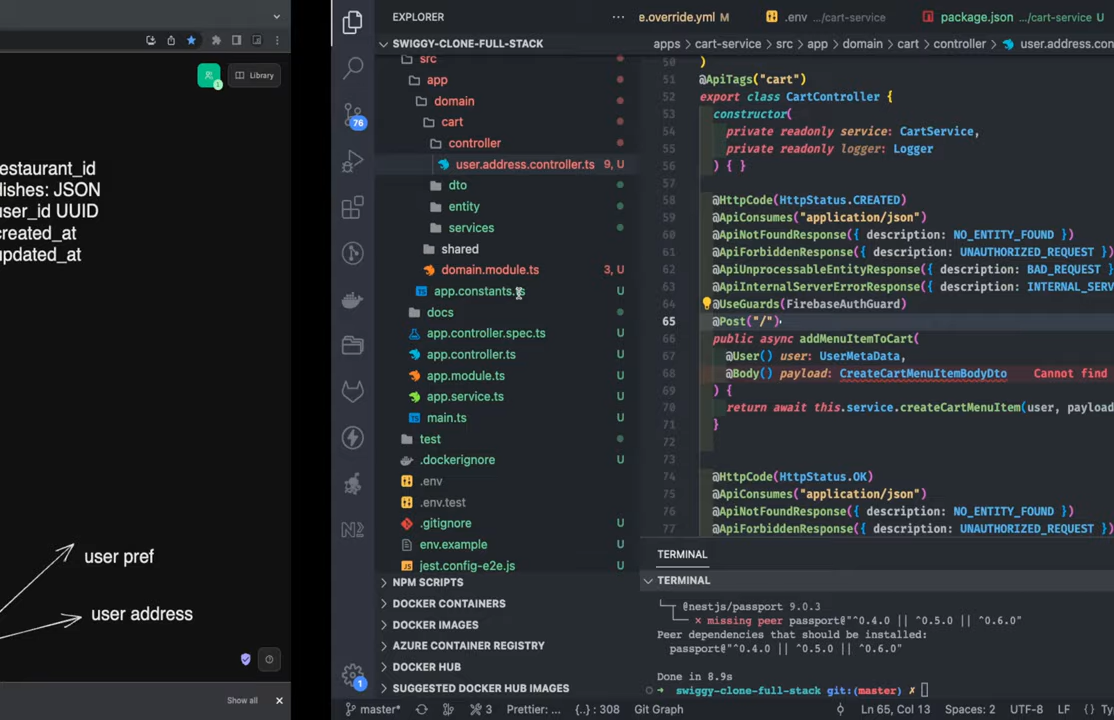 1
Library
estaurant_id
lishes: JSON
user_id UUID
created_at
updated_at
user pref
user address
Show all
EXPLORER
SWIGGY-CLONE-FULL-STACK
src
app
domain
cart
controller
user.address.controller.ts 9, U
dto
entity
services
shared
domain.module.ts 3, U
app.constants.ts U
docs
app.controller.spec.ts U
app.controller.ts U
app.module.ts U
app.service.ts U
main.ts U
test
.dockerignore U
.env
.env.test
.gitignore U
env.example U
jest.config-e2e.js U
NPM SCRIPTS
DOCKER CONTAINERS
DOCKER IMAGES
AZURE CONTAINER REGISTRY
DOCKER HUB
SUGGESTED DOCKER HUB IMAGES
76
1
e.override.yml M .env .../cart-service package.json .../cart-service U
apps > cart-service > src > app > domain > cart > controller > user.address.con
50 )
51 @ApiTags("cart")
52 export class CartController {
53 constructor(
54 private readonly service: CartService,
55 private readonly logger: Logger
56 ) { }
57
58 @HttpCode(HttpStatus.CREATED)
59 @ApiConsumes("application/json")
60 @ApiNotFoundResponse({ description: NO_ENTITY_FOUND })
61 @ApiForbiddenResponse({ description: UNAUTHORIZED_REQUEST })
62 @ApiUnprocessableEntityResponse({ description: BAD_REQUEST })
63 @ApiInternalServerErrorResponse({ description: INTERNAL_SERV
64 @UseGuards(FirebaseAuthGuard)
65 @Post("/")
66 public async addMenuItemToCart(
67 @User() user: UserMetaData,
68 @Body() payload: CreateCartMenuItemBodyDto Cannot find
69 ) {
70 return await this.service.createCartMenuItem(user, payload
71 }
72
73
74 @HttpCode(HttpStatus.OK)
75 @ApiConsumes("application/json")
76 @ApiNotFoundResponse({ description: NO_ENTITY_FOUND })
77 @ApiForbiddenResponse({ description: UNAUTHORIZED_REQUEST })
TERMINAL
TERMINAL
@nestjs/passport 9.0.3
✕ missing peer passport@"^0.4.0 || ^0.5.0 || ^0.6.0"
Peer dependencies that should be installed:
passport@"^0.4.0 || ^0.5.0 || ^0.6.0"
Done in 8.9s
swiggy-clone-full-stack git:(master) ✗
master* 3 Prettier: ... {..} : 308 Git Graph Ln 65, Col 13 Spaces: 2 UTF-8 LF {} Ty